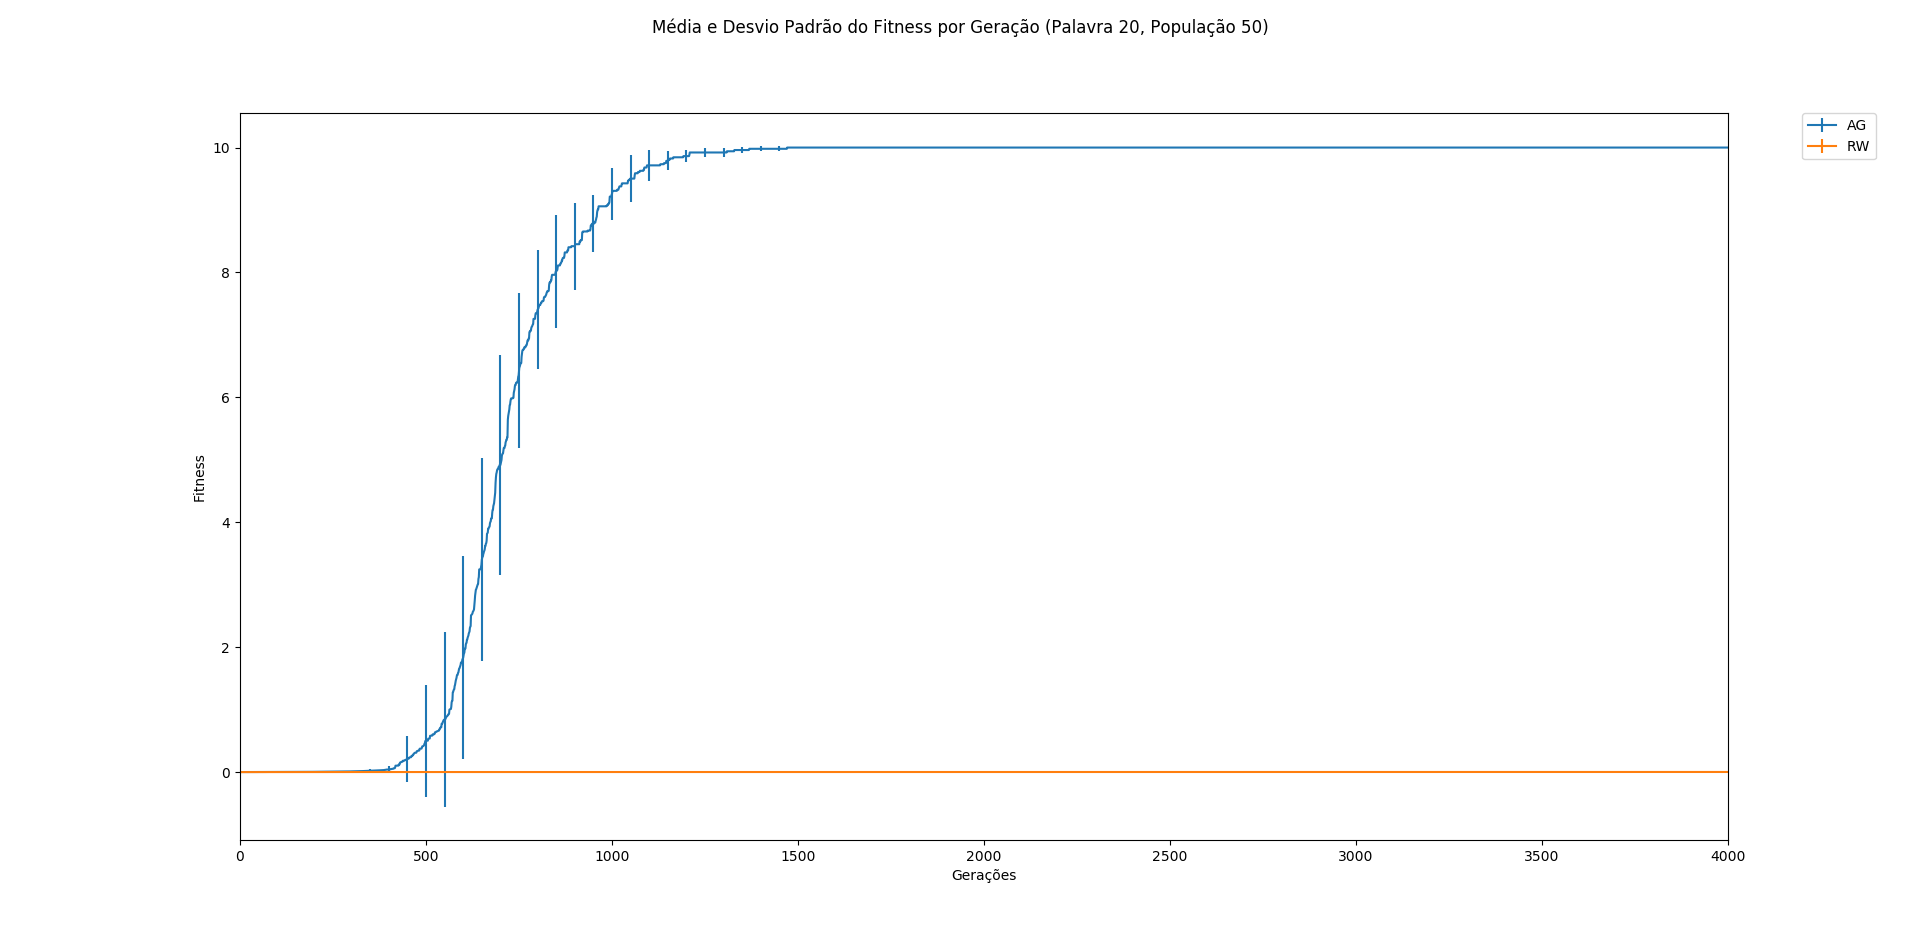 Média e Desvio Padrão do Fitness por Geração (Palavra 20, População 50)
AG
RW
10
8
6
4
2
0
Fitness
0 500 1000 1500 2000 2500 3000 3500 4000
Gerações